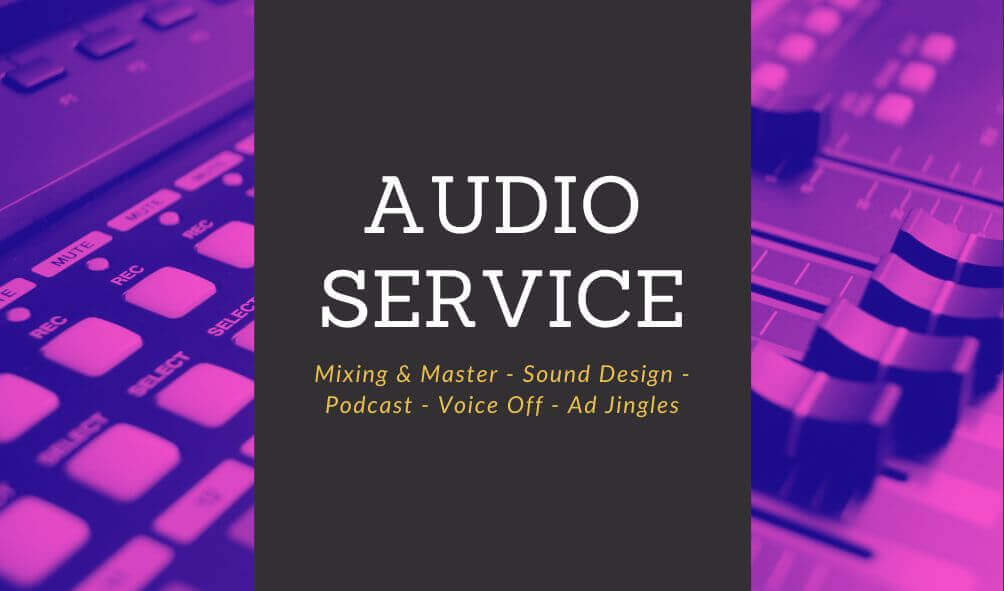 AUDIO
SERVICE
Mixing & Master - Sound Design -
Podcast - Voice Off - Ad Jingles
MUTE
MUTE
MUTE
REC
REC
REC
SELECT
SELECT
SELECT